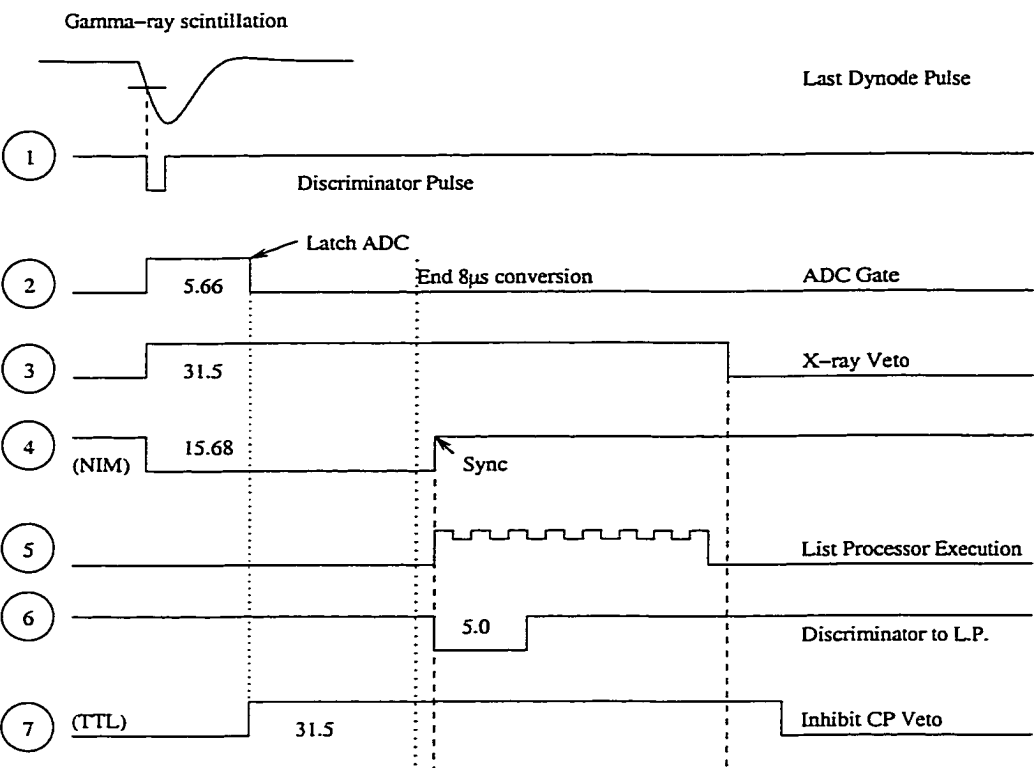 Gamma-ray scintillation
Last Dynode Pulse
1
Discriminator Pulse
Latch ADC
2
5.66
End 8μs conversion
ADC Gate
3
31.5
X-ray Veto
4
(NIM)
15.68
Sync
5
List Processor Execution
6
5.0
Discriminator to L.P.
7
(TTL)
31.5
Inhibit CP Veto